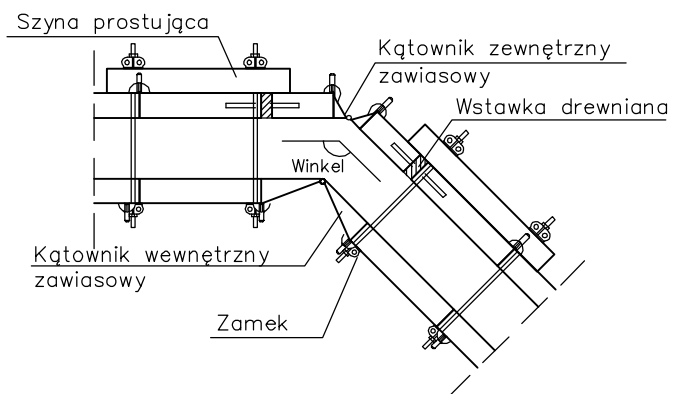 Szyna prostująca
Kątownik zewnętrzny
zawiasowy
Wstawka drewniana
Winkel
Kątownik wewnętrzny
zawiasowy
Zamek